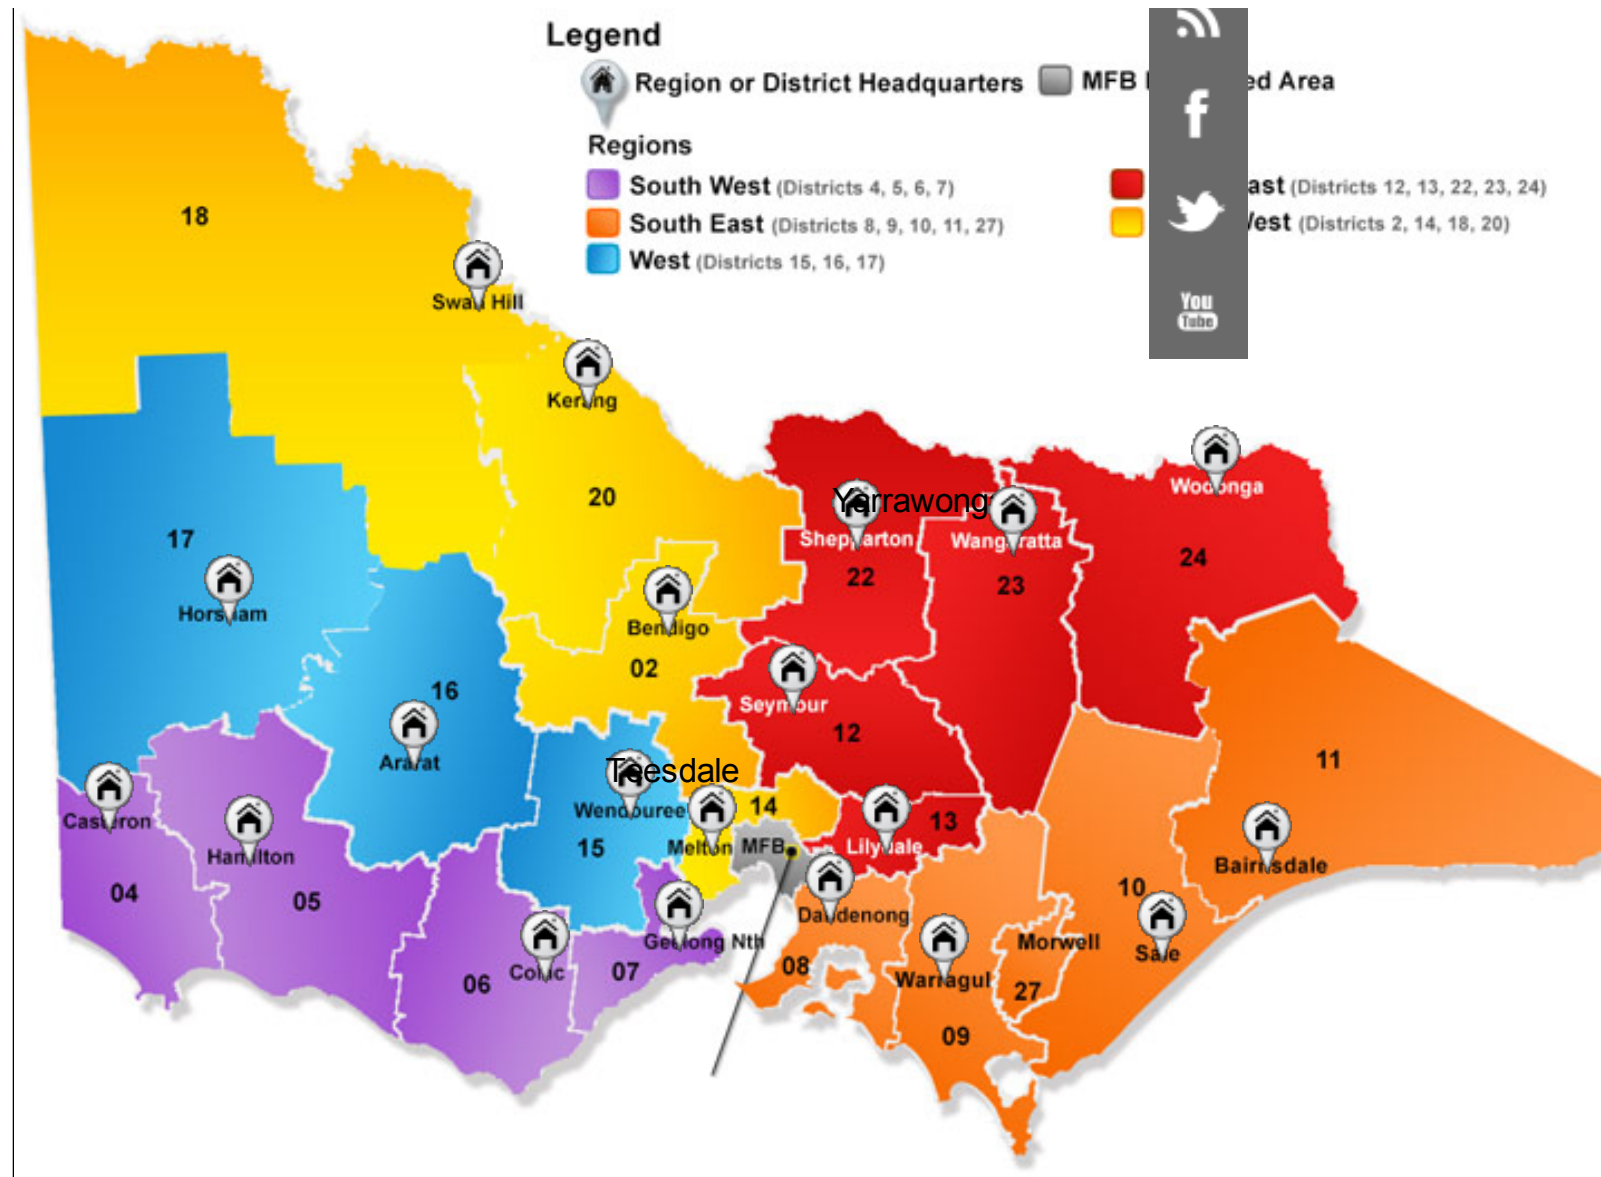 Legend
Region or District Headquarters
MFB
ed Area
Regions
South West (Districts 4, 5, 6, 7)
ast (Districts 12, 13, 22, 23, 24)
South East (Districts 8, 9, 10, 11, 27)
est (Districts 2, 14, 18, 20)
West (Districts 15, 16, 17)
You
Tube
18
Swan Hill
Kerang
20
Wodonga
Yarrawong
17
Shepparton
Wangaratta
24
22
23
Horsham
Bendigo
02
16
Seymour
12
Ararat
11
Teesdale
Wendouree
14
Casteron
13
15
Melton
MFB
Lilydale
Hamilton
Bairnsdale
04
05
10
Dandenong
Geelong Nth
Morwell
Sale
Colac
07
08
Warragul
06
27
09